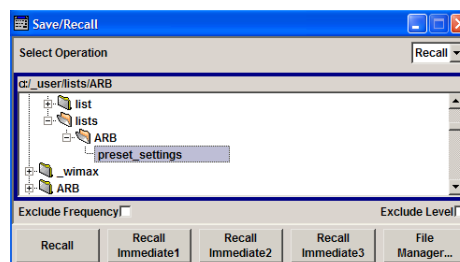 Save/Recall
Select Operation Recall
a:/_user/lists/ARB
list
lists
ARB
preset_settings
_wimax
ARB
Exclude Frequency Exclude Level
Recall Recall Immediate1 Recall Immediate2 Recall Immediate3 File Manager...